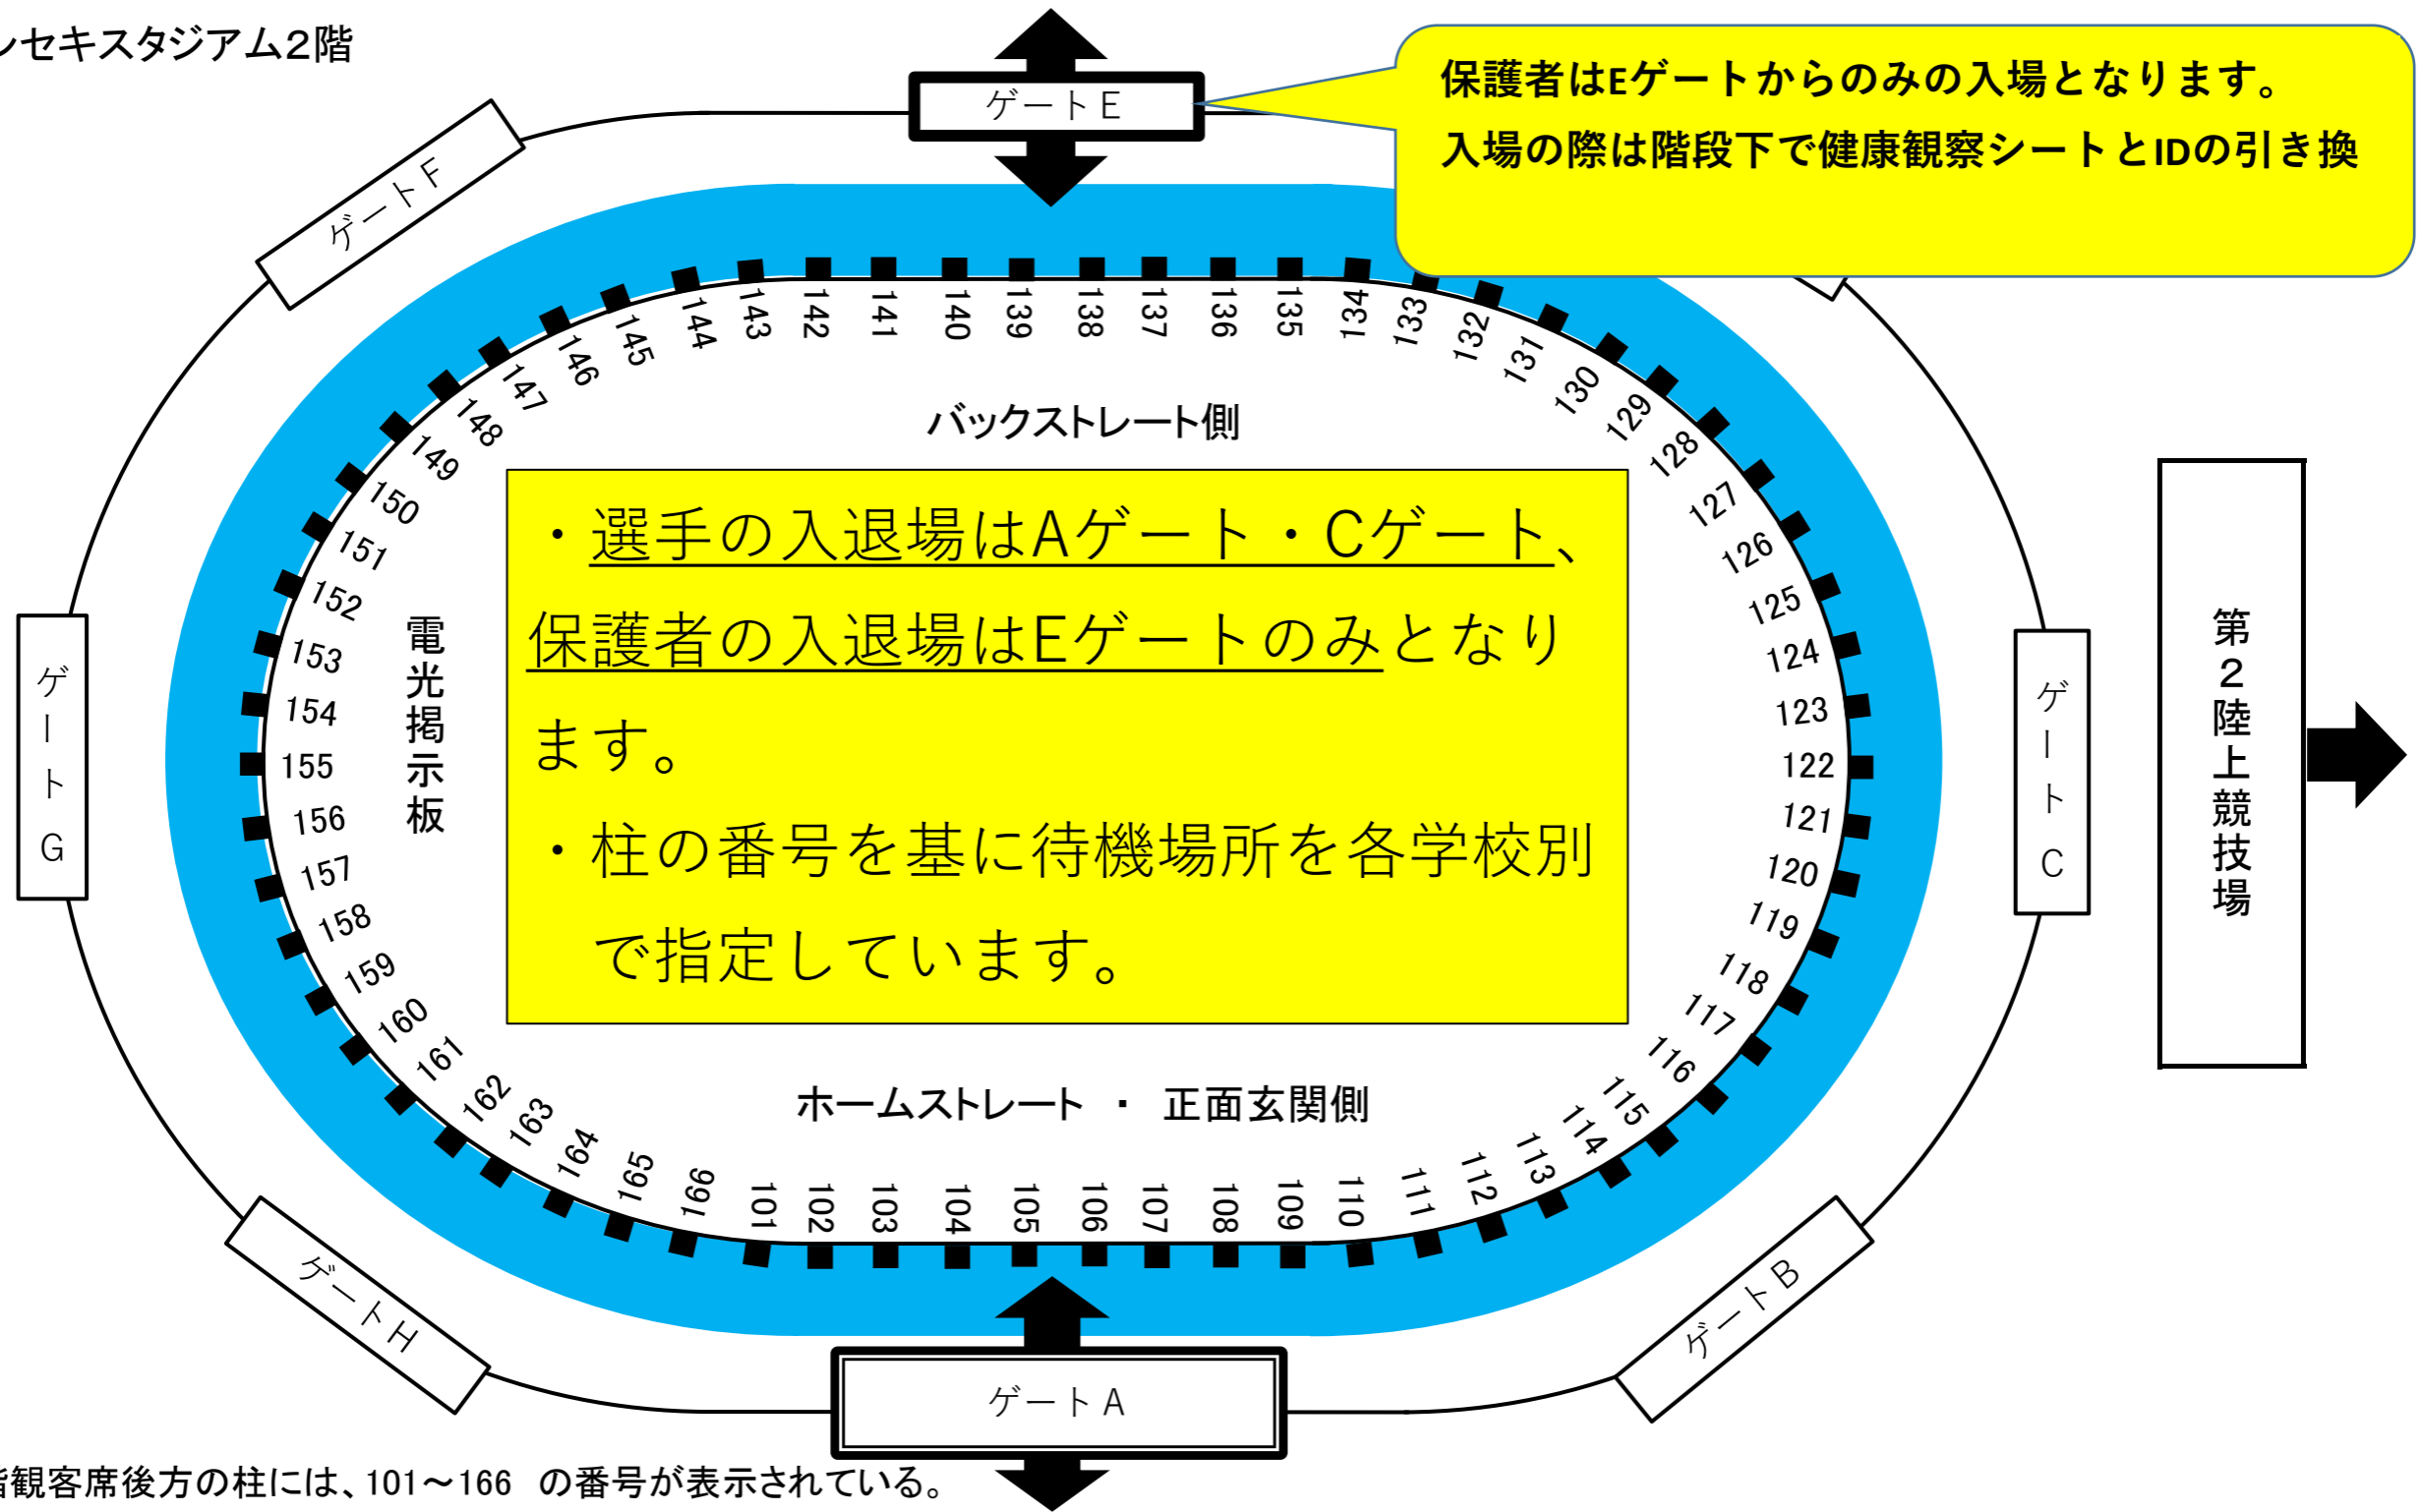 ンセキスタジアム2階
保護者はEゲートからのみの入場となります。
入場の際は階段下で健康観察シートとIDの引き換
ゲートE
ゲートF
143 142 141 140 139 138 137 136 135 134
144 145 146 147 148 149 150 151 152 153 154 155 156 157 158 159 160 161 162 163 164 165 166
133 132 131 130 129 128 127 126 125 124 123 122 121 120 119 118 117 116 115 114 113 112 111
バックストレート側
・選手の入退場はAゲート・Cゲート、
保護者の入退場はEゲートのみとなり
ます。
・柱の番号を基に待機場所を各学校別
で指定しています。
電光掲示板
ゲートG
ゲートC
第2陸上競技場
ホームストレート ・ 正面玄関側
101 102 103 104 105 106 107 108 109 110
ゲートH
ゲートB
ゲートA
階観客席後方の柱には、101～166 の番号が表示されている。